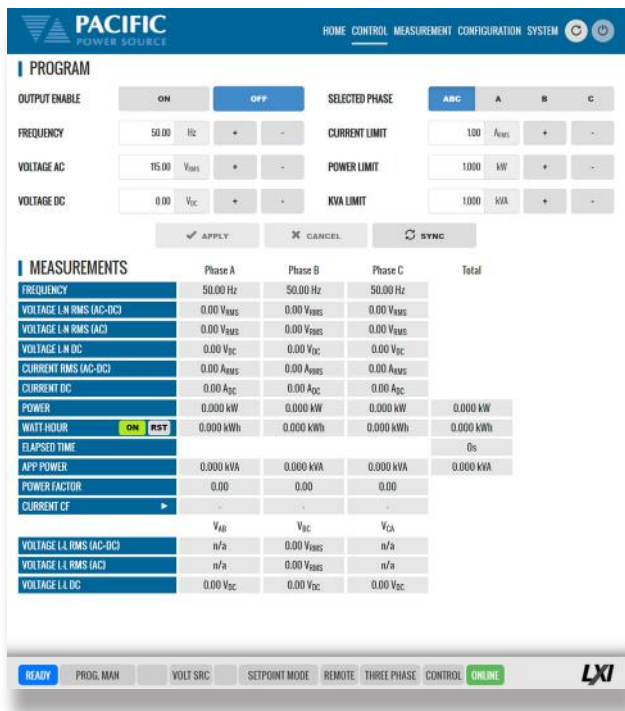 PACIFIC
POWER SOURCE
HOME CONTROL MEASUREMENT CONFIGURATION SYSTEM
PROGRAM
OUTPUT ENABLE ON OFF SELECTED PHASE ABC A B C
FREQUENCY 50.00 Hz + - CURRENT LIMIT 1.00 ARMS + -
VOLTAGE AC 115.00 VRMS + - POWER LIMIT 1.000 kW + -
VOLTAGE DC 0.00 VDC + - KVA LIMIT 1.000 kVA + -
APPLY CANCEL SYNC
MEASUREMENTS Phase A Phase B Phase C Total
FREQUENCY 50.00 Hz 50.00 Hz 50.00 Hz
VOLTAGE L-N RMS (AC-DC) 0.00 VRMS 0.00 VRMS 0.00 VRMS
VOLTAGE L-N RMS (AC) 0.00 VRMS 0.00 VRMS 0.00 VRMS
VOLTAGE L-N DC 0.00 VDC 0.00 VDC 0.00 VDC
CURRENT RMS (AC-DC) 0.00 ARMS 0.00 ARMS 0.00 ARMS
CURRENT DC 0.00 ADC 0.00 ADC 0.00 ADC
POWER 0.000 kW 0.000 kW 0.000 kW 0.000 kW
WATT-HOUR ON RST 0.000 kWh 0.000 kWh 0.000 kWh 0.000 kWh
ELAPSED TIME 0s
APP POWER 0.000 kVA 0.000 kVA 0.000 kVA 0.000 kVA
POWER FACTOR 0.00 0.00 0.00
CURRENT CF - - -
VAB VBC VCA
VOLTAGE L-L RMS (AC-DC) n/a 0.00 VRMS n/a
VOLTAGE L-L RMS (AC) n/a 0.00 VRMS n/a
VOLTAGE L-L DC 0.00 VDC 0.00 VDC 0.00 VDC
READY PROG. MAN VOLT SRC SETPOINT MODE REMOTE THREE PHASE CONTROL ONLINE LXI